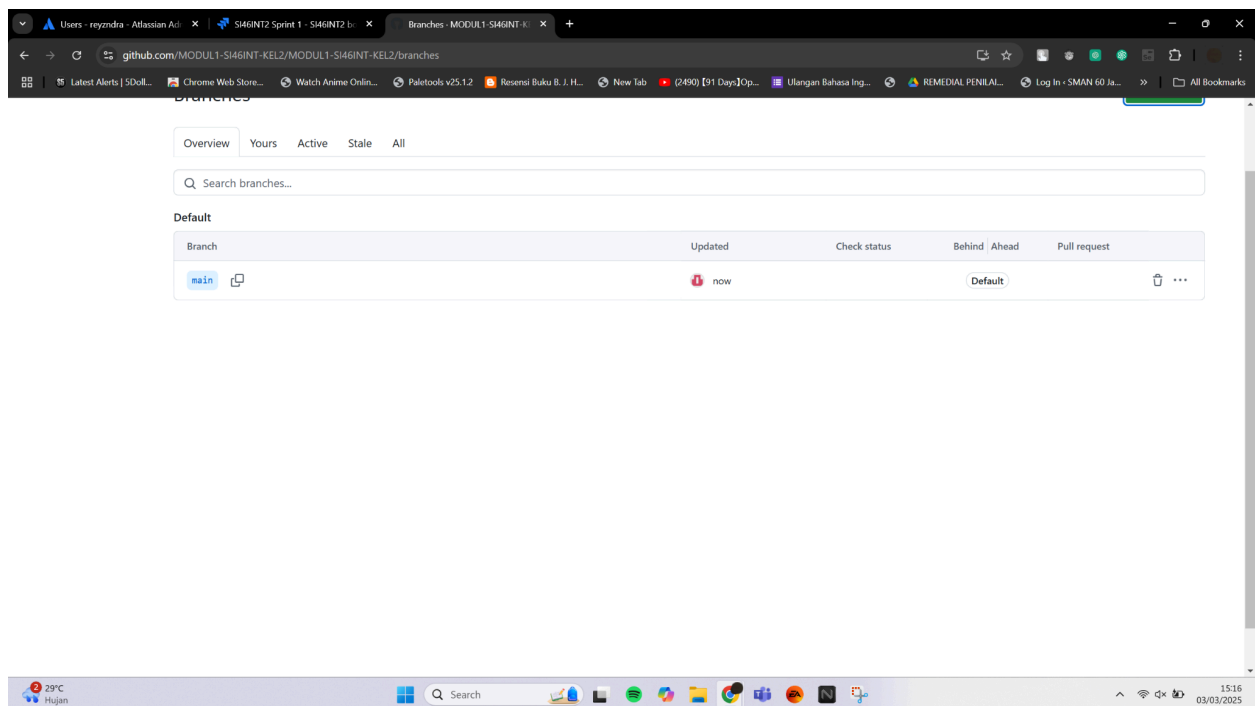 Users - reyzndra - Atlassian Ad
SI46INT2 Sprint 1 - SI46INT2 bo
Branches · MODUL1-SI46INT-K
github.com/MODUL1-SI46INT-KEL2/MODUL1-SI46INT-KEL2/branches
Latest Alerts | 5Doll...
Chrome Web Store...
Watch Anime Onlin...
Paletools v25.1.2
Resensi Buku B. J. H...
New Tab
(2490) 【91 Days】Op...
Ulangan Bahasa Ing...
REMEDIAL PENILAI...
Log In ‹ SMAN 60 Ja...
»
All Bookmarks
Branches
Overview Yours Active Stale All
Search branches...
Default
Branch Updated Check status Behind Ahead Pull request
main now Default
2
29°C
Hujan
Search
15:16
03/03/2025